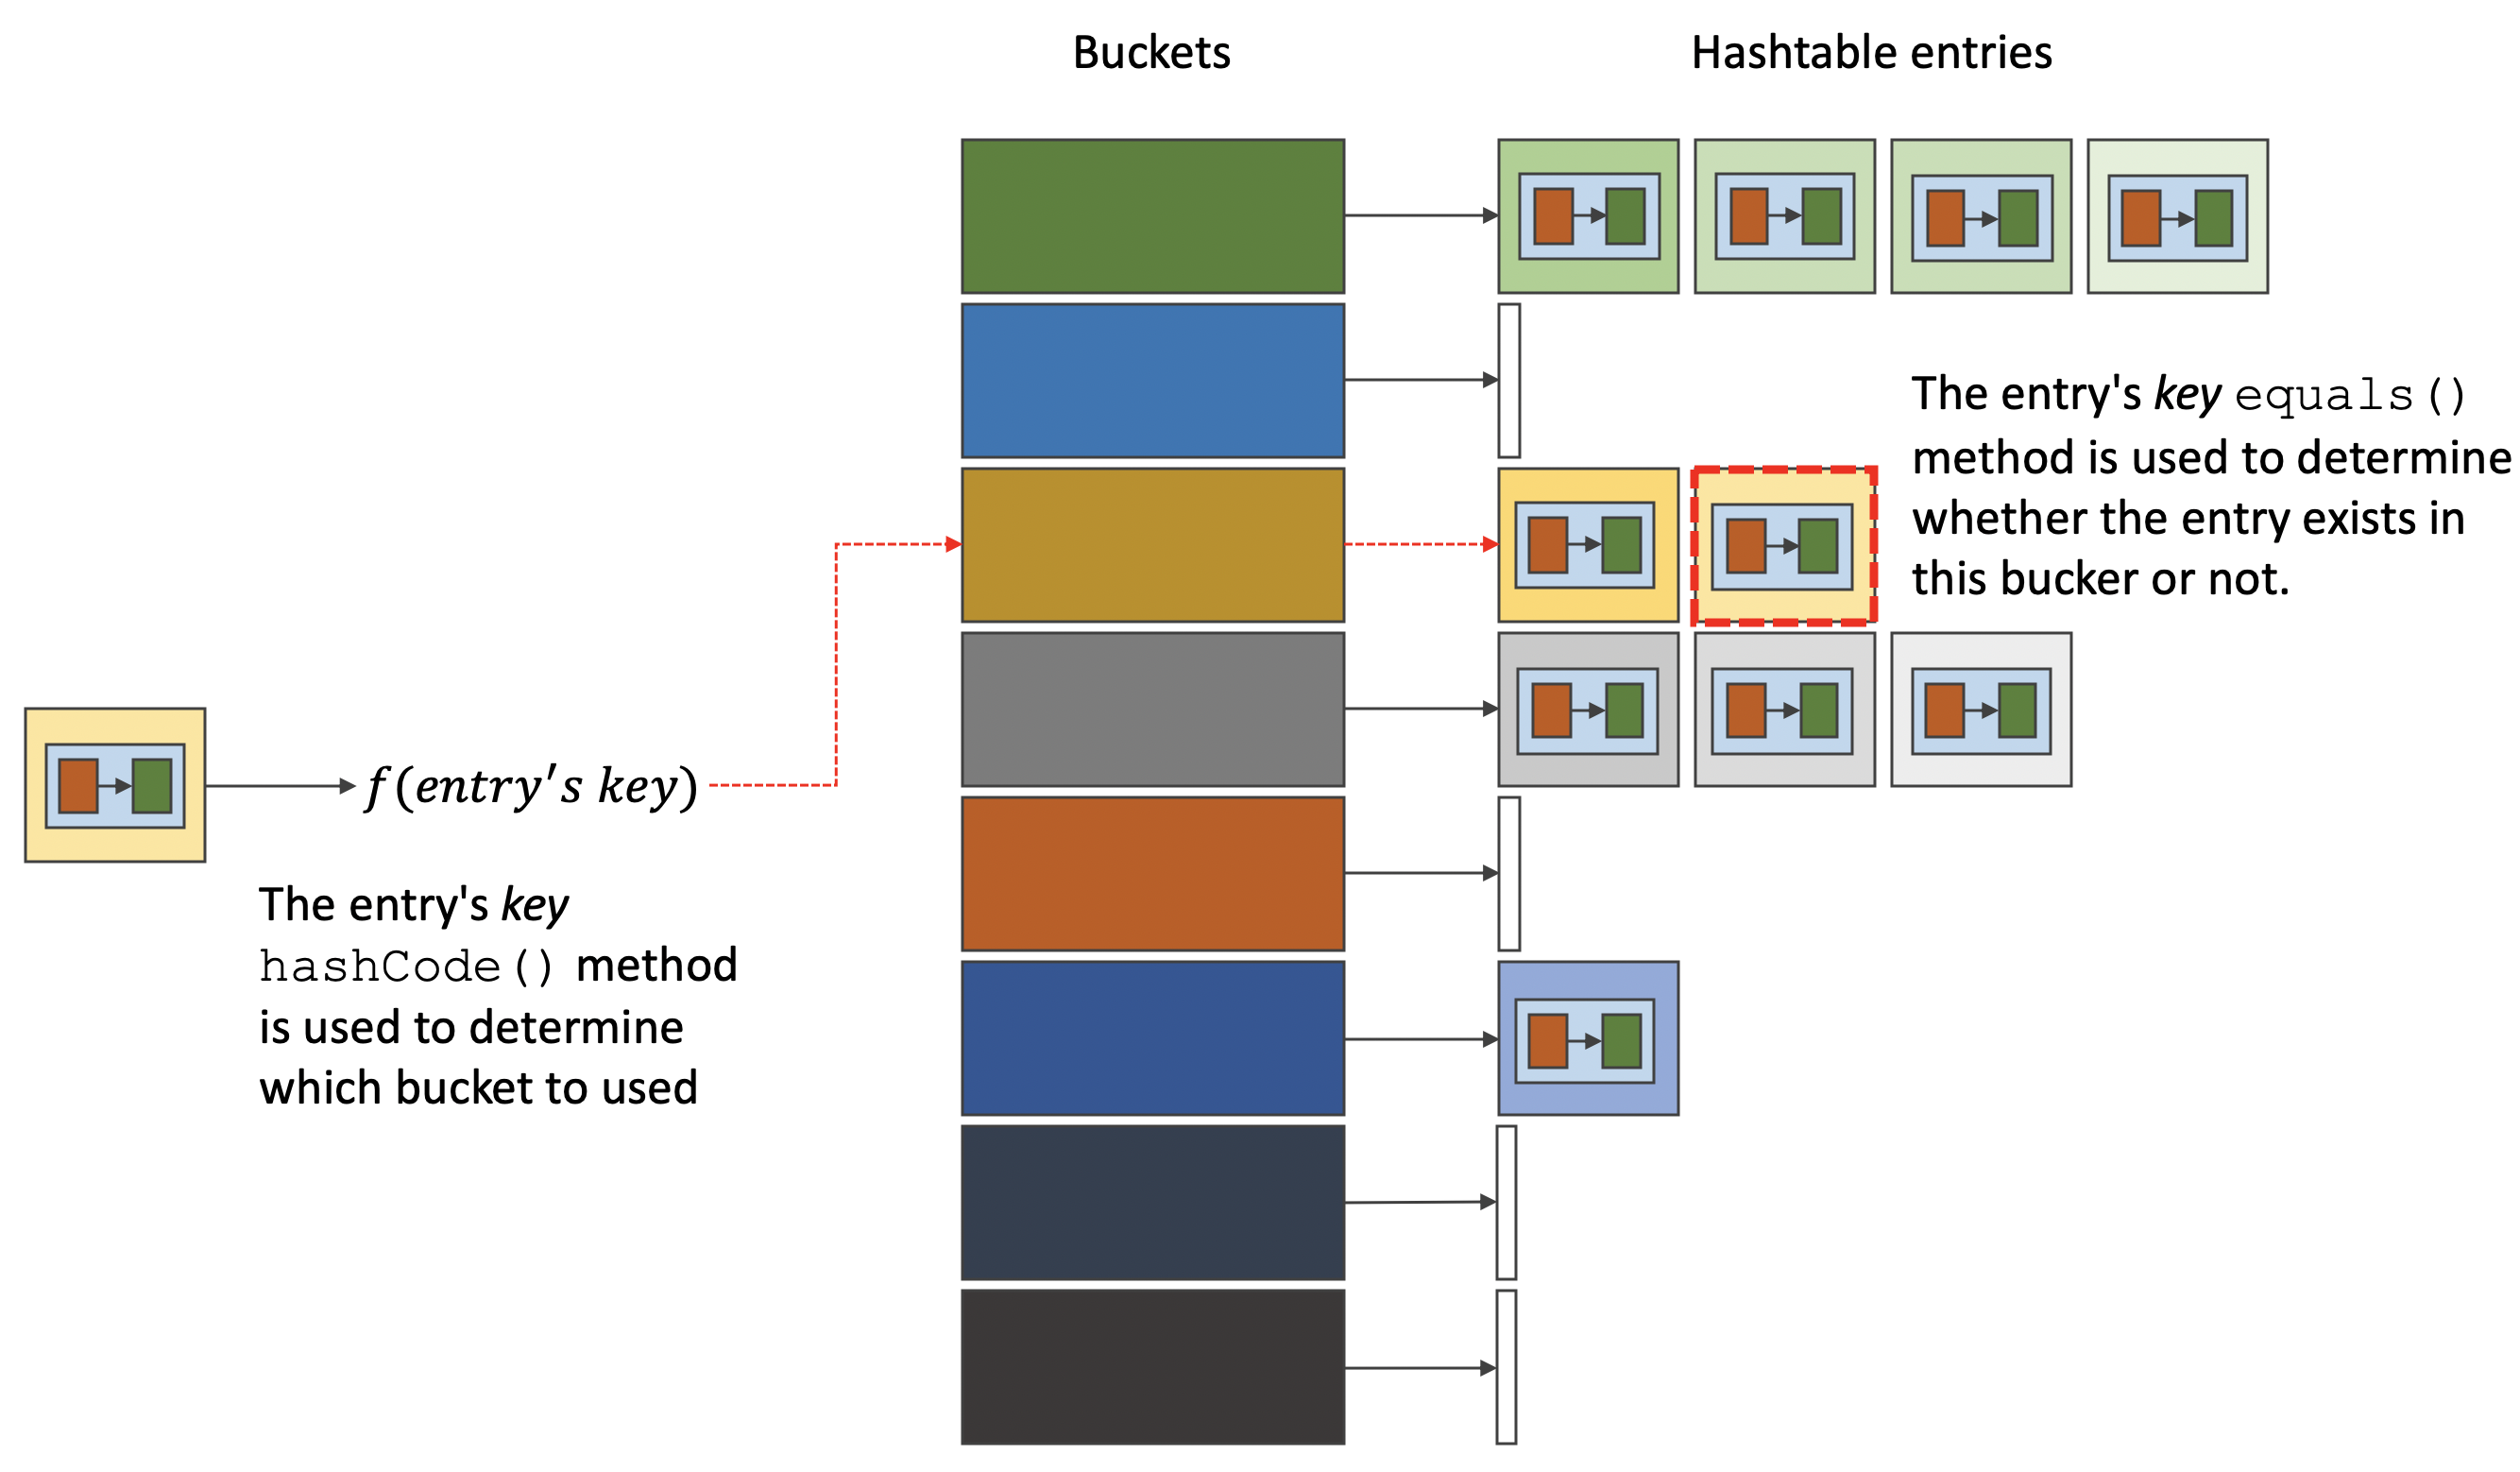 Buckets
Hashtable entries
The entry's key equals()
method is used to determine
whether the entry exists in
this bucker or not.
f(entry's key)
The entry's key
hashCode() method
is used to determine
which bucket to used